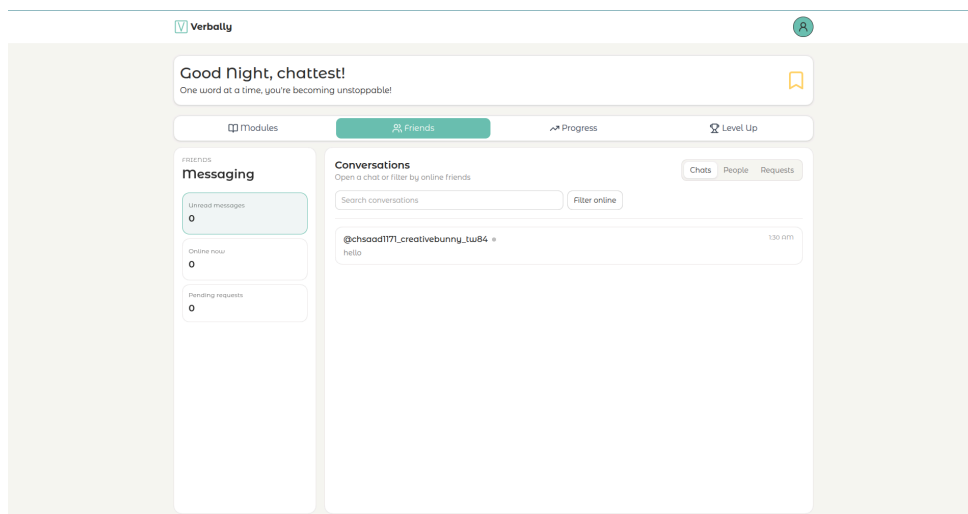 Verbally
Good Night, chattest!
One word at a time, you're becoming unstoppable!
Modules
Friends
Progress
Level Up
FRIENDS
Messaging
Unread messages
0
Online now
0
Pending requests
0
Conversations
Open a chat or filter by online friends
Chats People Requests
Search conversations
Filter online
@chsaad1171_creativebunny_tw84
1:30 AM
hello